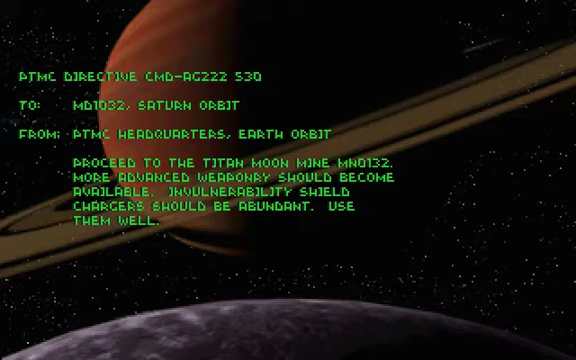 PTMC DIRECTIVE CMD-AG222 S30
TO: MD1032, SATURN ORBIT
FROM: PTMC HEADQUARTERS, EARTH ORBIT
PROCEED TO THE TITAN MOON MINE MN0132.
MORE ADVANCED WEAPONRY SHOULD BECOME
AVAILABLE. INVULNERABILITY SHIELD
CHARGERS SHOULD BE ABUNDANT. USE
THEM WELL.